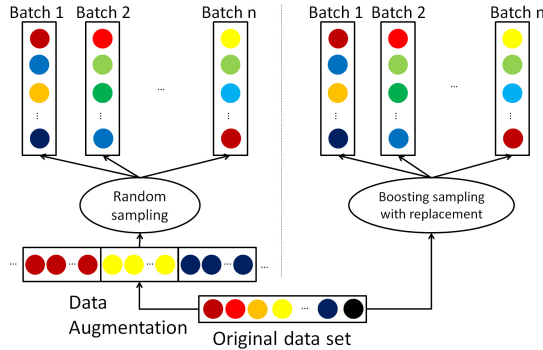 Batch 1 Batch 2 Batch n
Batch 1 Batch 2 Batch n
...
...
... ... ...
... ... ...
Random
sampling
Boosting sampling
with replacement
... ... ... ... ...
Data
Augmentation
...
Original data set